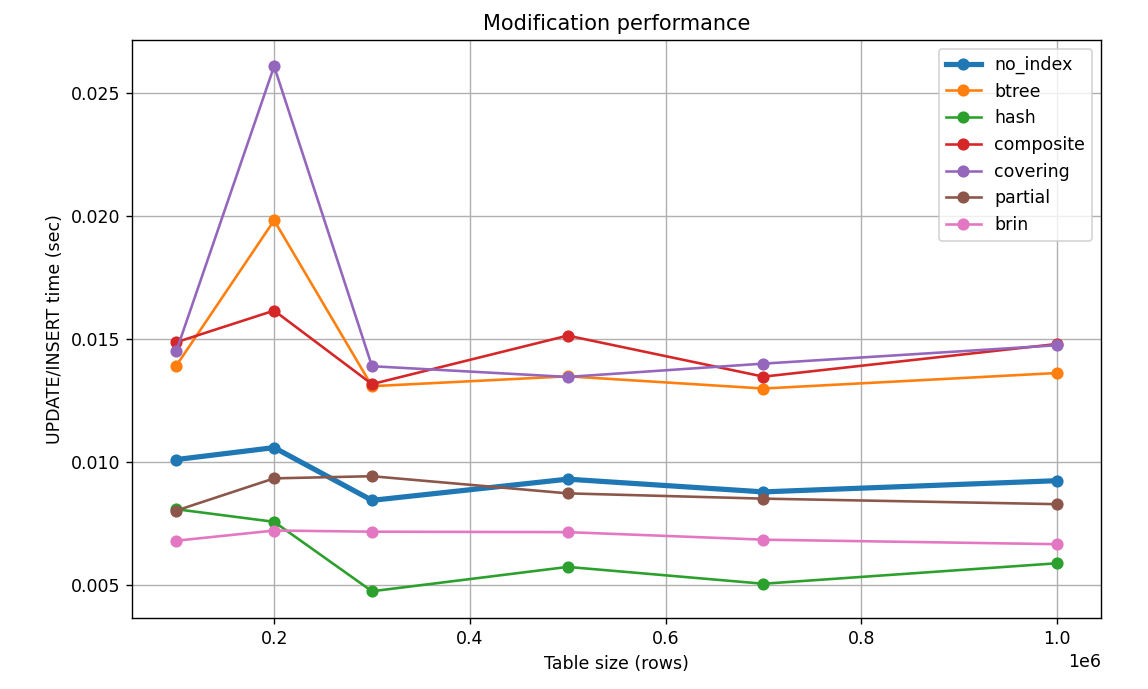 Modification performance
no_index
btree
hash
composite
covering
partial
brin
UPDATE/INSERT time (sec)
0.025
0.020
0.015
0.010
0.005
0.2
0.4
0.6
0.8
1.0
1e6
Table size (rows)